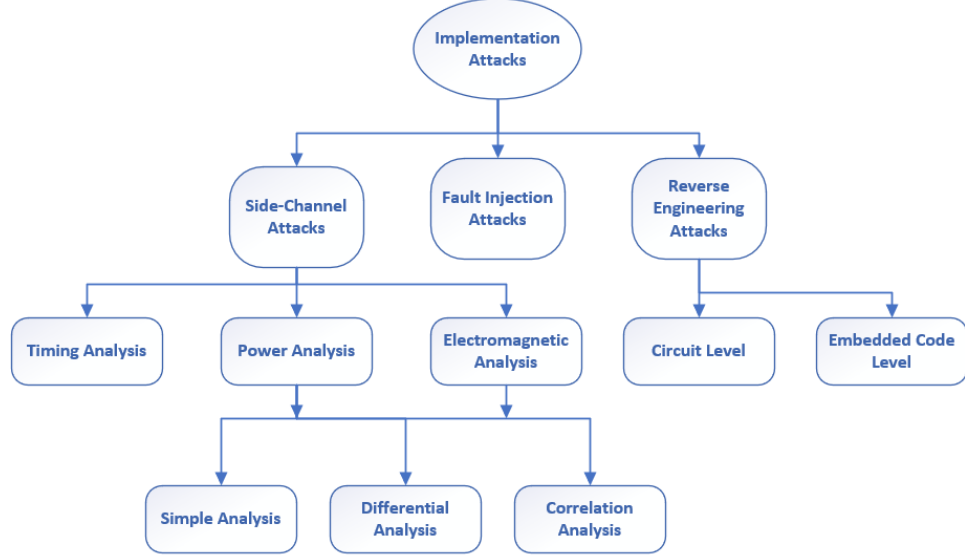 Implementation
Attacks
Side-Channel
Attacks
Fault Injection
Attacks
Reverse
Engineering
Attacks
Timing Analysis
Power Analysis
Electromagnetic
Analysis
Circuit Level
Embedded Code
Level
Simple Analysis
Differential
Analysis
Correlation
Analysis